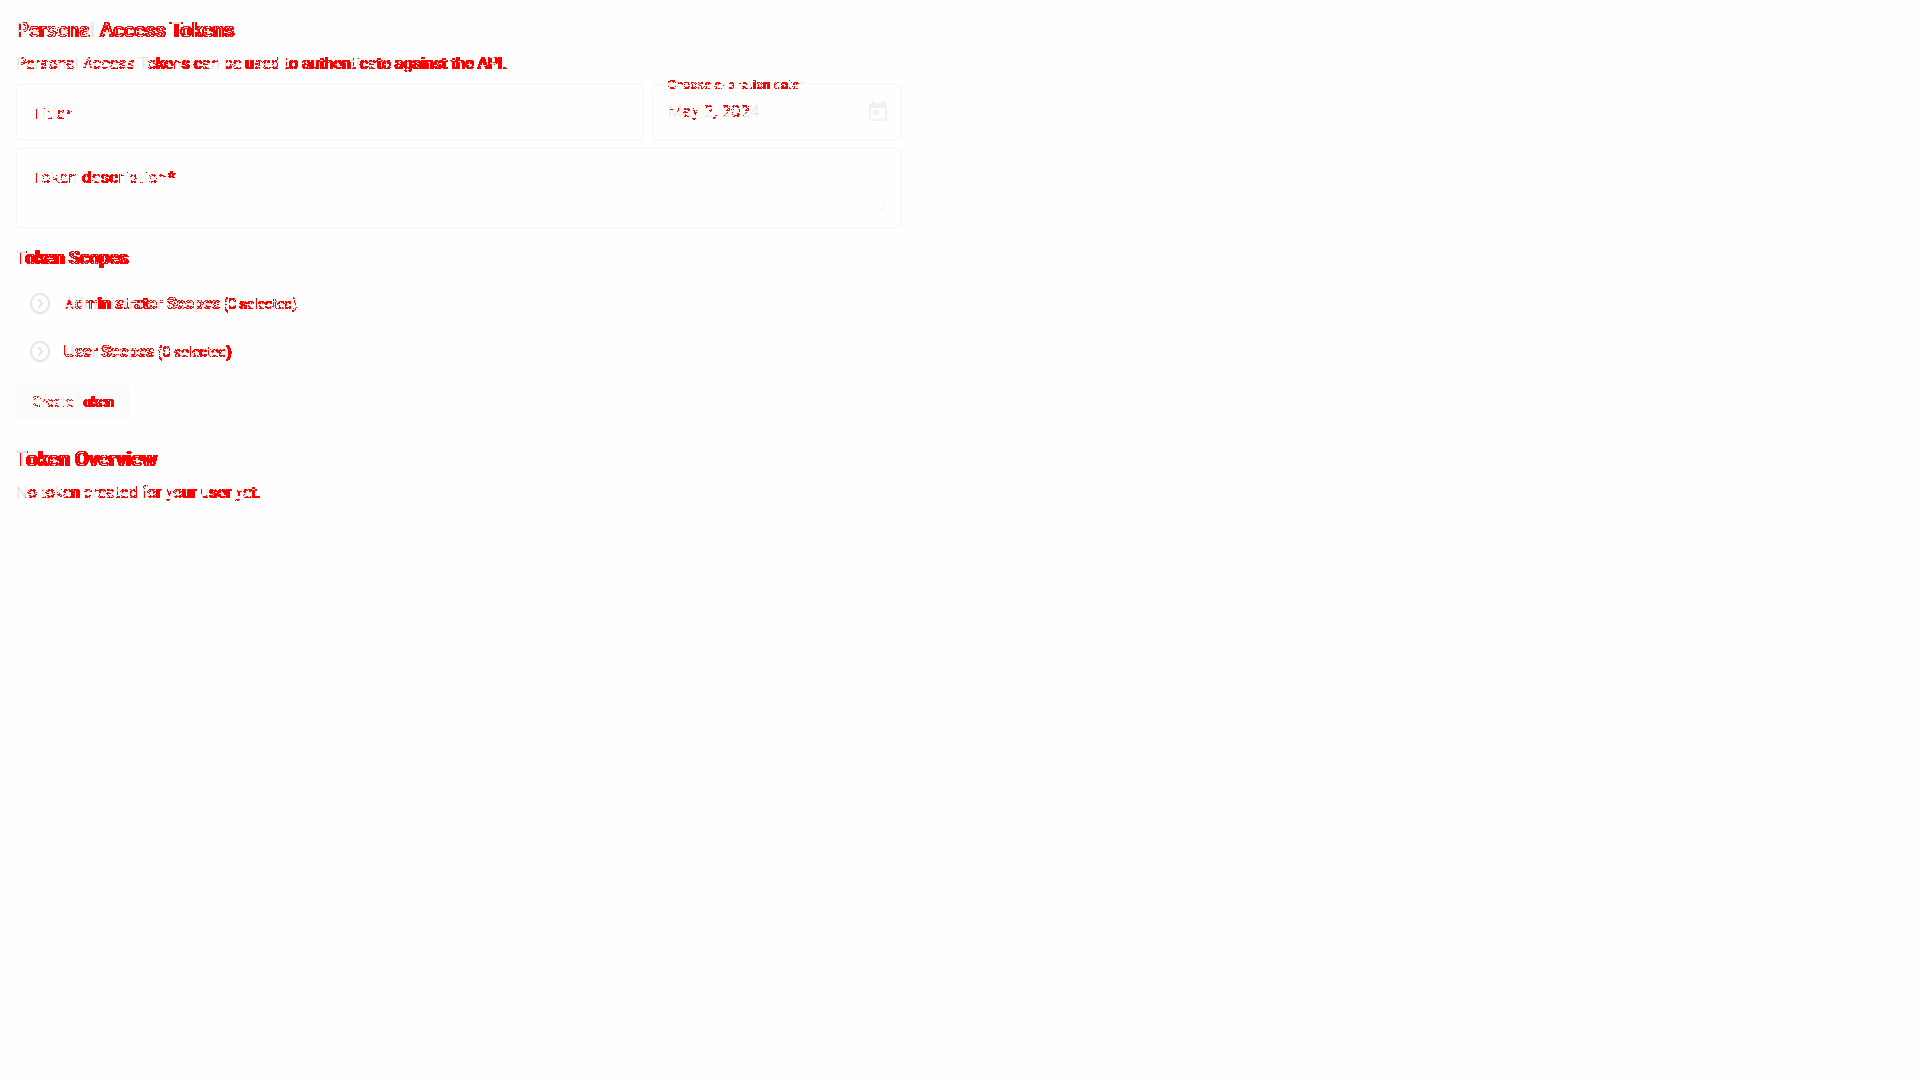 Personal Access Tokens
Personal Access Tokens can be used to authenticate against the API.
Choose expiration date
Title*
May 2, 2024
Token description*
Token Scopes
Administrator Scopes (0 selected)
User Scopes (0 selected)
Create token
Token Overview
No token created for your user yet.